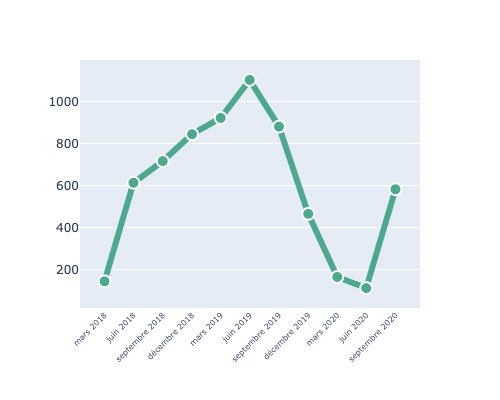 1000
800
600
400
200
mars 2018
juin 2018
septembre 2018
décembre 2018
mars 2019
juin 2019
septembre 2019
décembre 2019
mars 2020
juin 2020
septembre 2020